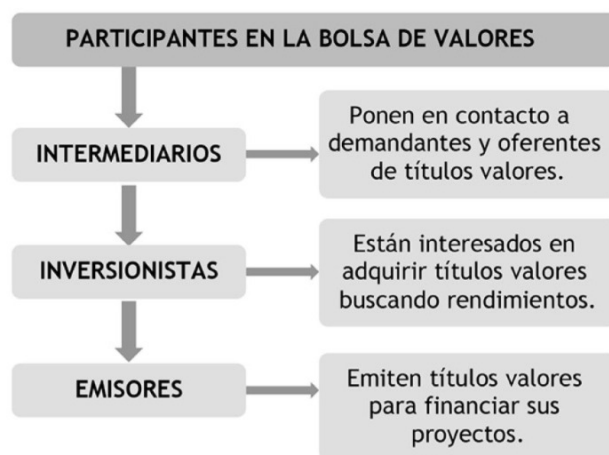 PARTICIPANTES EN LA BOLSA DE VALORES
INTERMEDIARIOS
Ponen en contacto a
demandantes y oferentes
de títulos valores.
INVERSIONISTAS
Están interesados en
adquirir títulos valores
buscando rendimientos.
EMISORES
Emiten títulos valores
para financiar sus
proyectos.